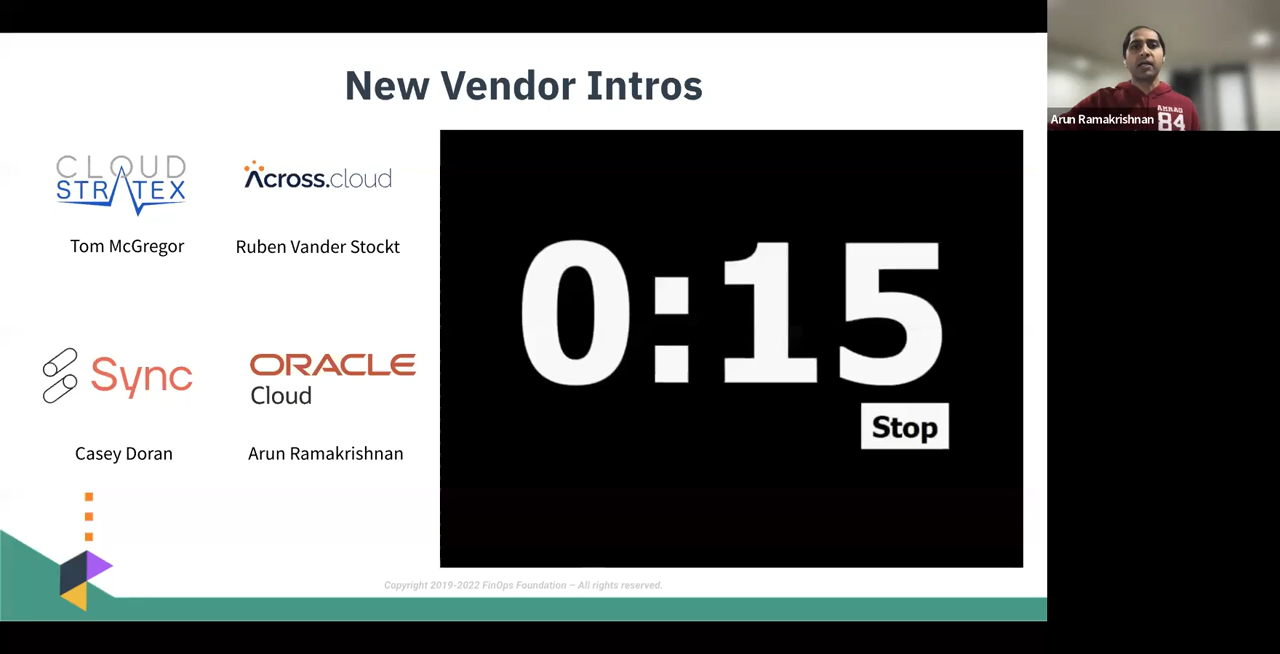 New Vendor Intros
CLOUD
STRATEX
Across.cloud
Tom McGregor
Ruben Vander Stockt
Sync
ORACLE
Cloud
Casey Doran
Arun Ramakrishnan
0:15
Stop
Copyright 2019-2022 FinOps Foundation – All rights reserved.
Arun Ramakrishnan
84